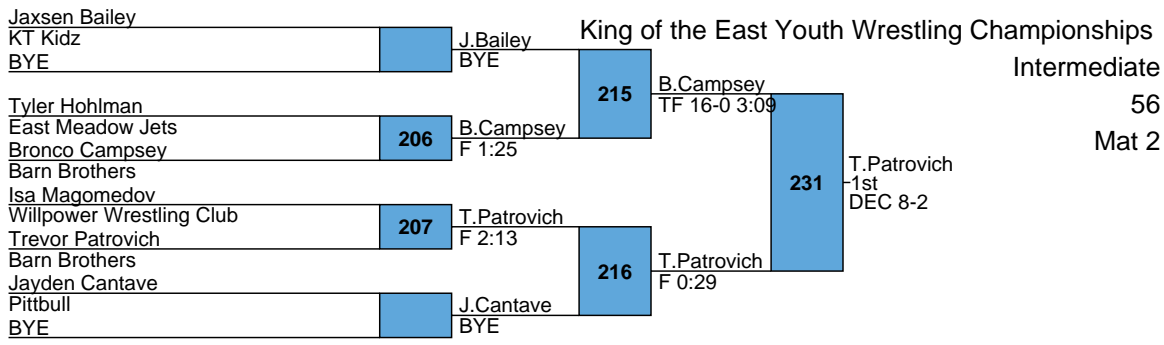 King of the East Youth Wrestling Championships
Intermediate
56
Mat 2
Jaxsen Bailey
KT Kidz
BYE
J.Bailey
BYE
Tyler Hohlman
East Meadow Jets
Bronco Campsey
Barn Brothers
206
B.Campsey
F 1:25
215
B.Campsey
TF 16-0 3:09
Isa Magomedov
Willpower Wrestling Club
Trevor Patrovich
Barn Brothers
207
T.Patrovich
F 2:13
Jayden Cantave
Pittbull
BYE
J.Cantave
BYE
216
T.Patrovich
F 0:29
231
T.Patrovich
1st
DEC 8-2